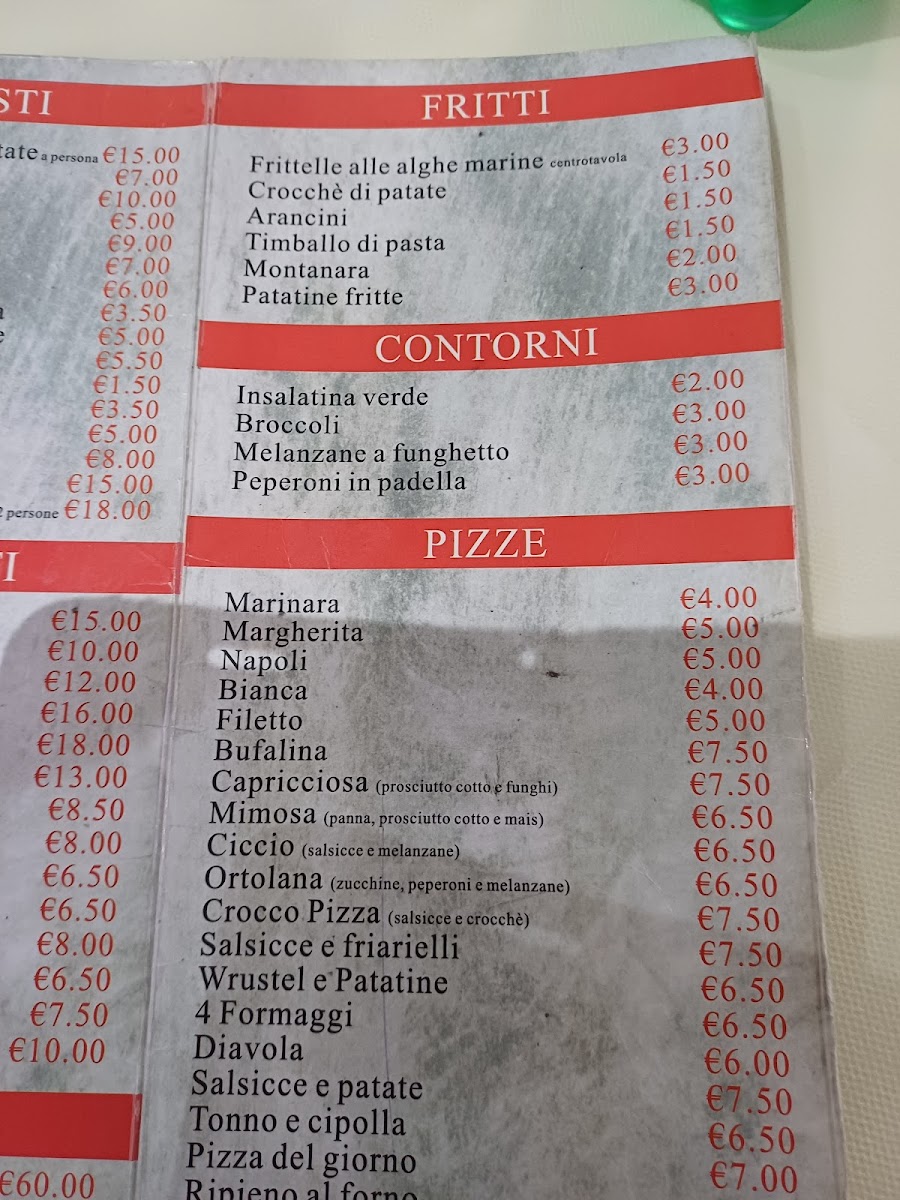 STI
tate a persona €15.00
€7.00
€10.00
€5.00
€9.00
€7.00
€6.00
€3.50
€5.00
€5.50
€1.50
€3.50
€5.00
€8.00
€15.00
2 persone €18.00
TI
€15.00
€10.00
€12.00
€16.00
€18.00
€13.00
€8.50
€8.00
€6.50
€6.50
€8.00
€6.50
€7.50
€10.00
€60.00
FRITTI
Frittelle alle alghe marine centrotavola €3.00
Crocchè di patate €1.50
Arancini €1.50
Timballo di pasta €1.50
Montanara €2.00
Patatine fritte €3.00
CONTORNI
Insalatina verde €2.00
Broccoli €3.00
Melanzane a funghetto €3.00
Peperoni in padella €3.00
PIZZE
Marinara €4.00
Margherita €5.00
Napoli €5.00
Bianca €4.00
Filetto €5.00
Bufalina €7.50
Capricciosa (prosciutto cotto e funghi) €7.50
Mimosa (panna, prosciutto cotto e mais) €6.50
Ciccio (salsicce e melanzane) €6.50
Ortolana (zucchine, peperoni e melanzane) €6.50
Crocco Pizza (salsicce e crocchè) €7.50
Salsicce e friarielli €7.50
Wrustel e Patatine €6.50
4 Formaggi €6.50
Diavola €6.00
Salsicce e patate €7.50
Tonno e cipolla €6.50
Pizza del giorno €7.00
Ripieno al forno